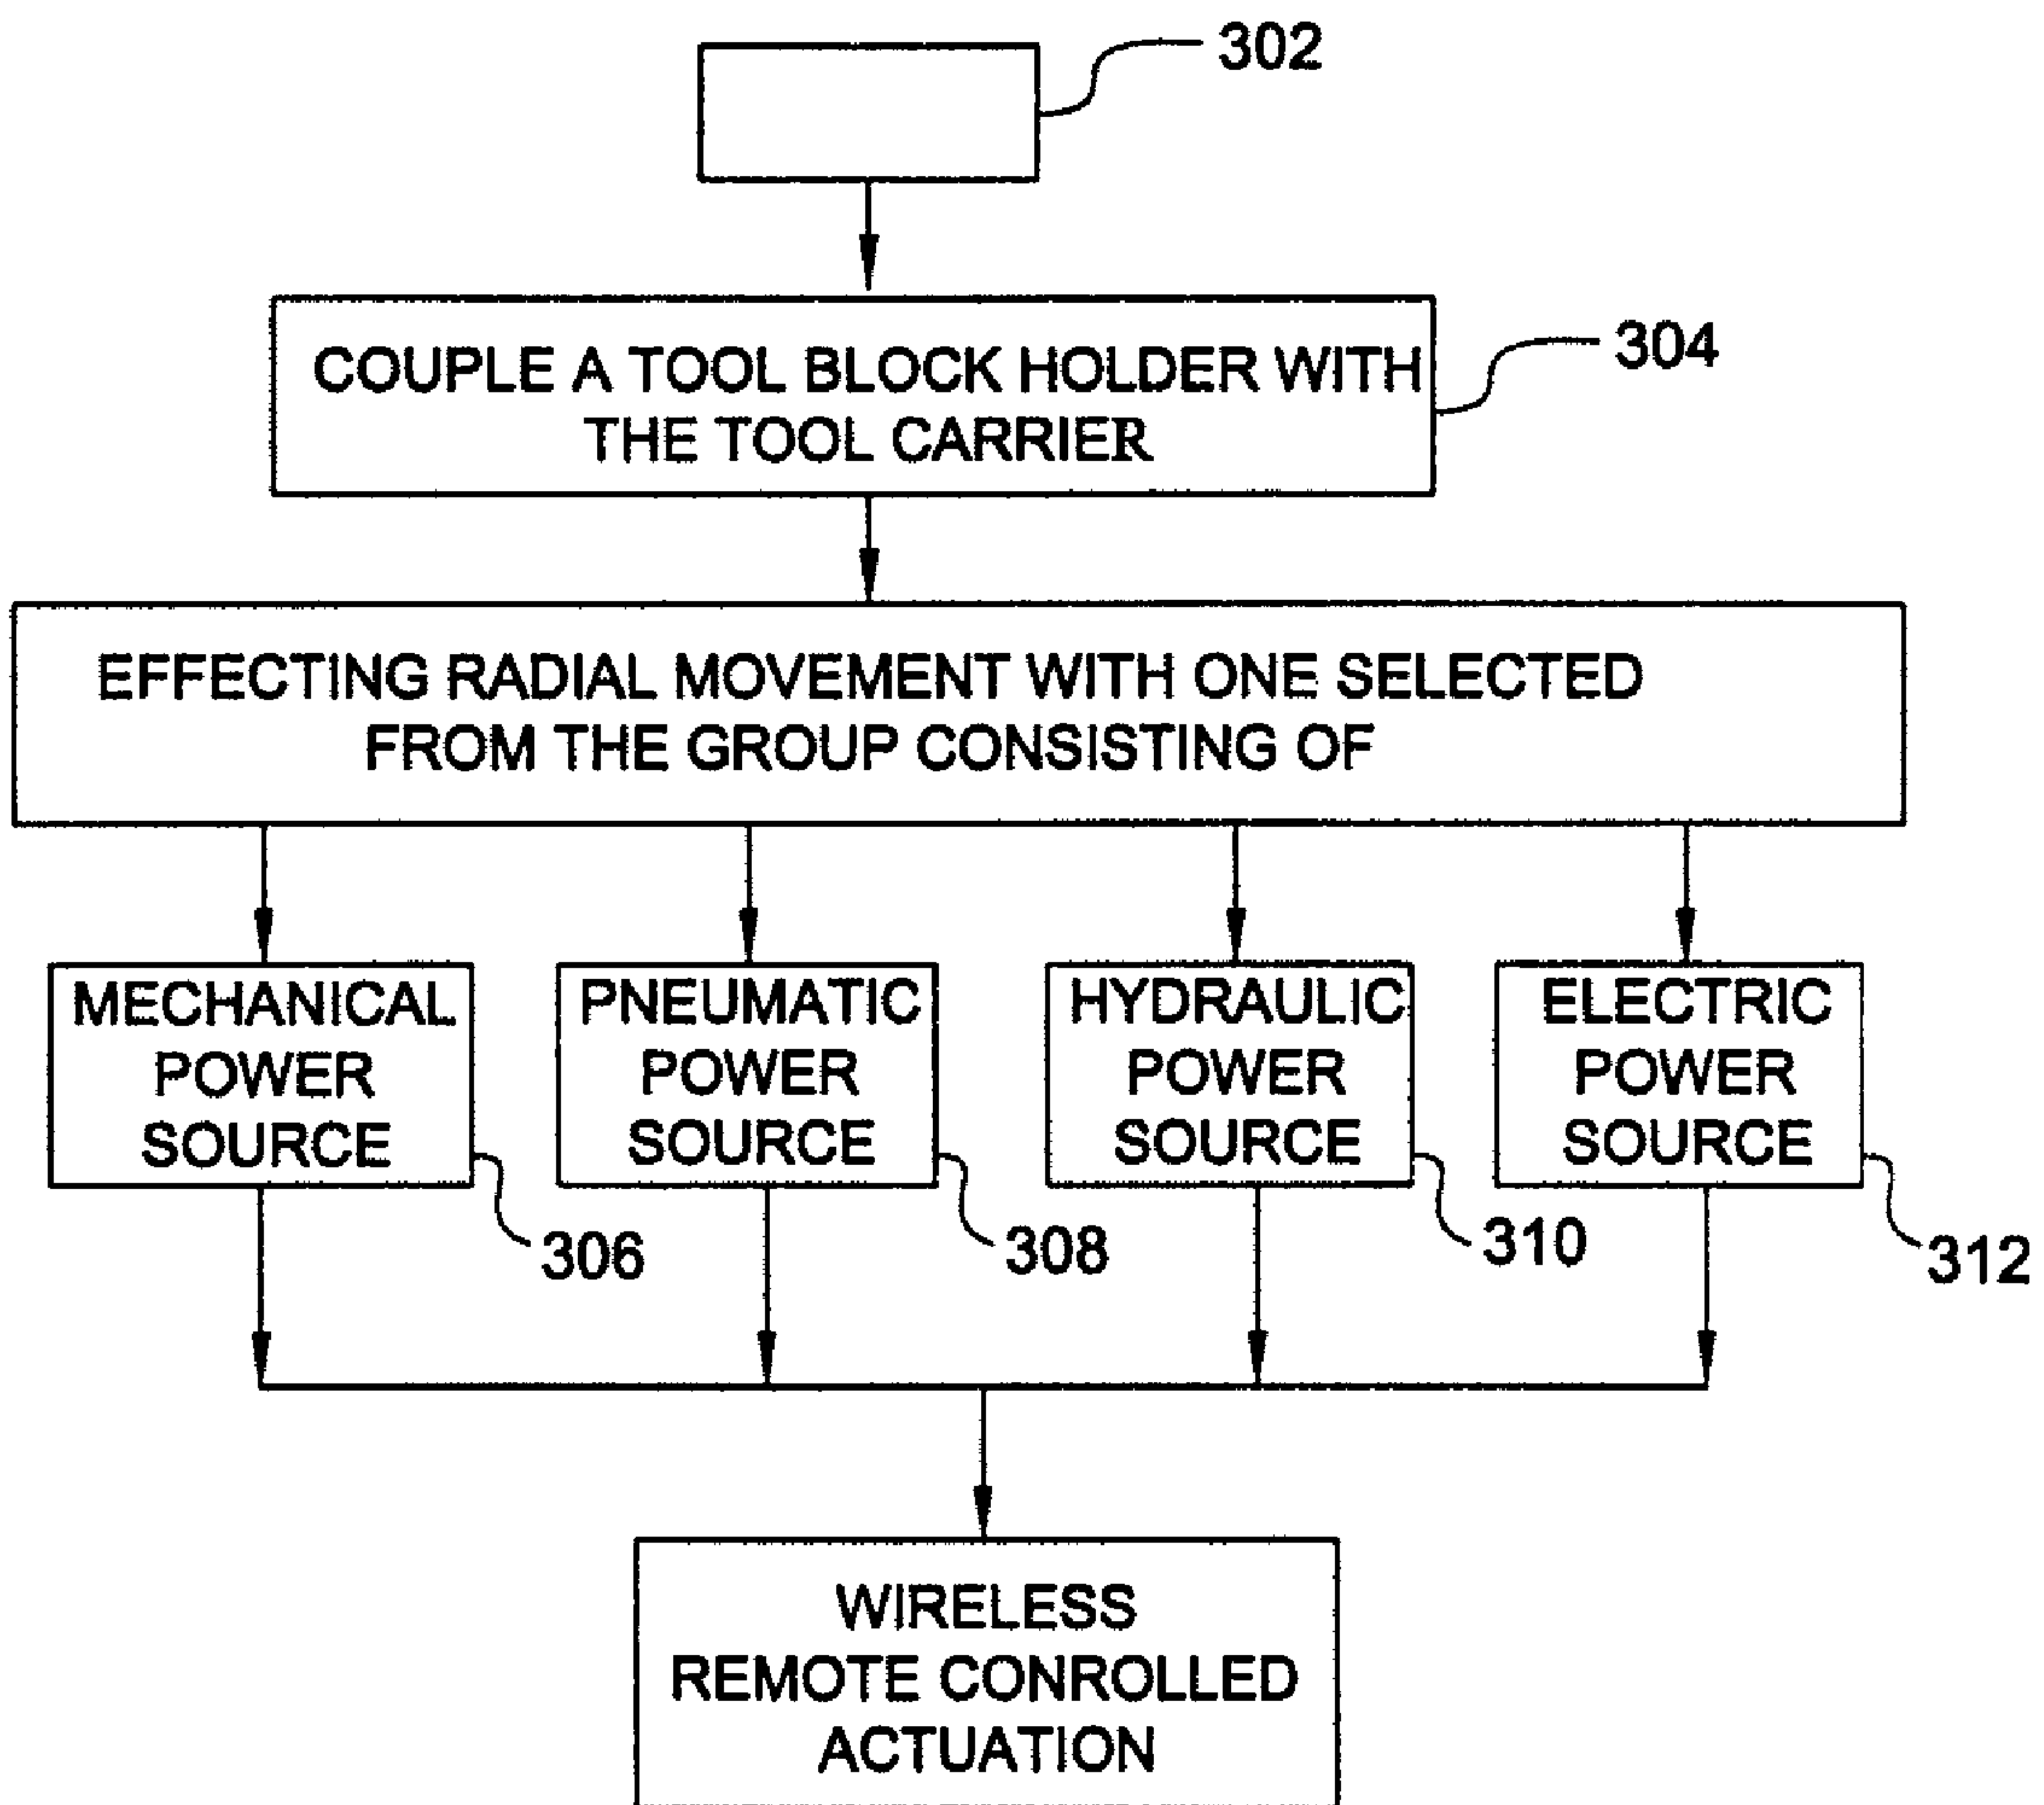 302
COUPLE A TOOL BLOCK HOLDER WITH
THE TOOL CARRIER
304
EFFECTING RADIAL MOVEMENT WITH ONE SELECTED
FROM THE GROUP CONSISTING OF
MECHANICAL
POWER
SOURCE
306
PNEUMATIC
POWER
SOURCE
308
HYDRAULIC
POWER
SOURCE
310
ELECTRIC
POWER
SOURCE
312
WIRELESS
REMOTE CONROLLED
ACTUATION